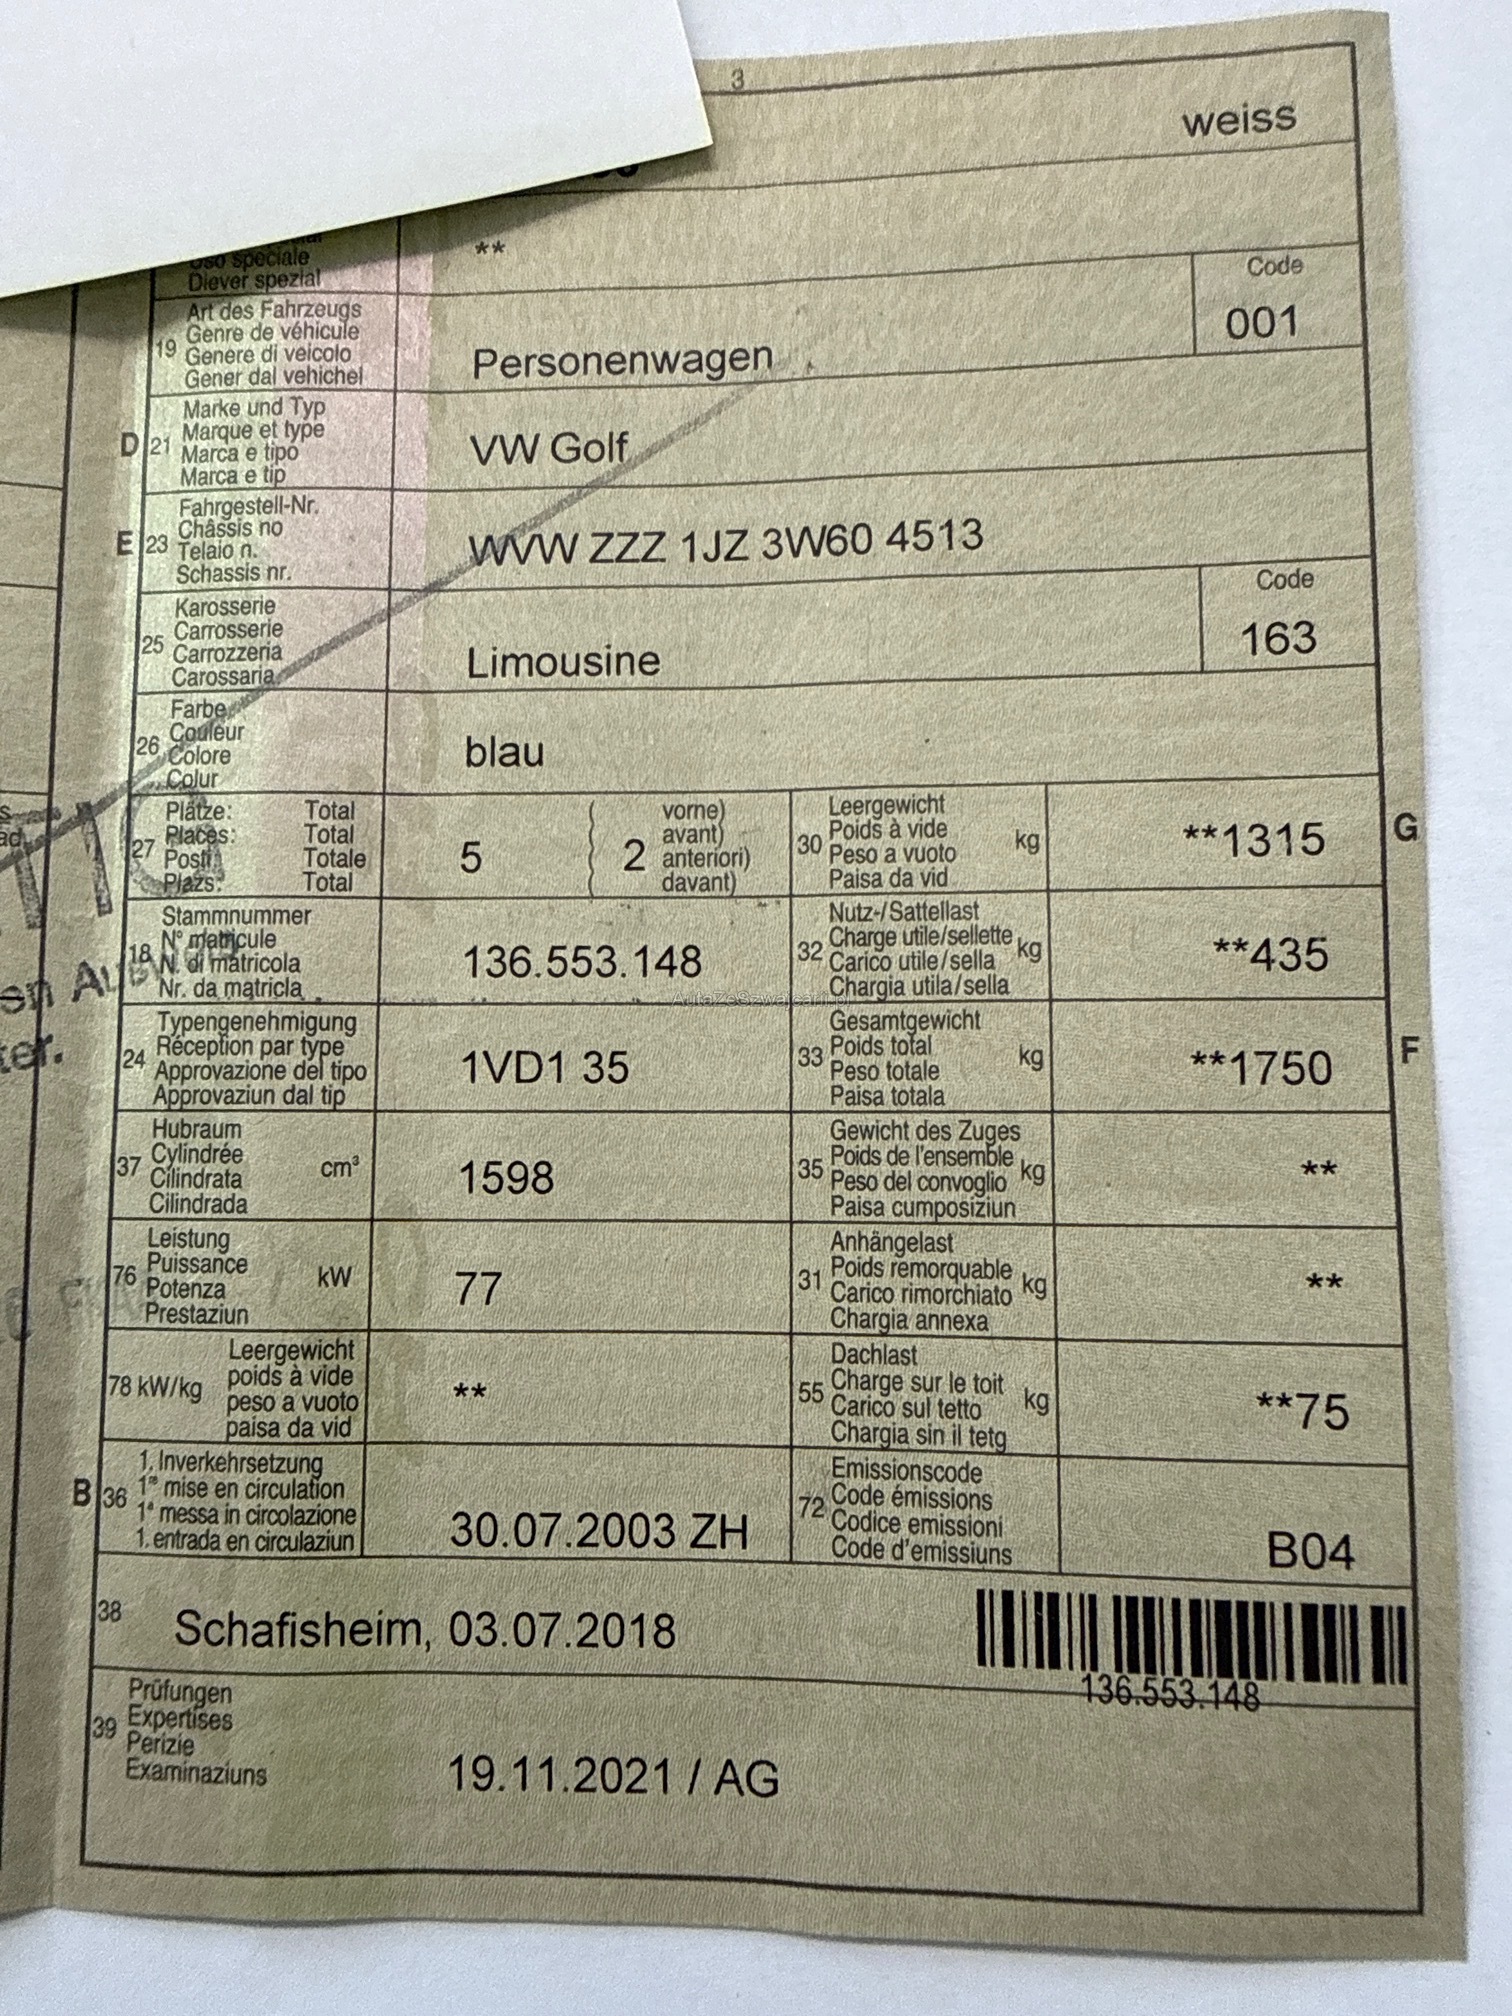 3
weiss
Uso speciale
Diever spezial
**
19
Art des Fahrzeugs
Genre de véhicule
Genere di veicolo
Gener dal vehichel
Personenwagen
Code
001
D 21
Marke und Typ
Marque et type
Marca e tipo
Marca e tip
VW Golf
E 23
Fahrgestell-Nr.
Châssis no
Telaio n.
Schassis nr.
WVW ZZZ 1JZ 3W60 4513
25
Karosserie
Carrosserie
Carrozzeria
Carossaria
Limousine
Code
163
26
Farbe
Couleur
Colore
Colur
blau
27
Plätze: Total
Places: Total
Posti: Totale
Plazs: Total
5
2
vorne)
avant)
anteriori)
davant)
30
Leergewicht
Poids à vide
Peso a vuoto
Paisa da vid
kg
**1315
G
18
Stammnummer
N° matricule
N. di matricola
Nr. da matricla
136.553.148
32
Nutz-/Sattellast
Charge utile/sellette
Carico utile/sella
Chargia utila/sella
kg
**435
24
Typengenehmigung
Réception par type
Approvazione del tipo
Approvaziun dal tip
1VD1 35
33
Gesamtgewicht
Poids total
Peso totale
Paisa totala
kg
**1750
F
37
Hubraum
Cylindrée
Cilindrata
Cilindrada
cm³
1598
35
Gewicht des Zuges
Poids de l'ensemble
Peso del convoglio
Paisa cumposiziun
kg
**
76
Leistung
Puissance
Potenza
Prestaziun
kW
77
31
Anhängelast
Poids remorquable
Carico rimorchiato
Chargia annexa
kg
**
78 kW/kg
Leergewicht
poids à vide
peso a vuoto
paisa da vid
**
55
Dachlast
Charge sur le toit
Carico sul tetto
Chargia sin il tetg
kg
**75
B 36
1. Inverkehrsetzung
1re mise en circulation
1a messa in circolazione
1. entrada en circulaziun
30.07.2003 ZH
72
Emissionscode
Code émissions
Codice emissioni
Code d'emissiuns
B04
38
Schafisheim, 03.07.2018
136.553.148
39
Prüfungen
Expertises
Perizie
Examinaziuns
19.11.2021 / AG
AutaZeSzwajcarii.pl